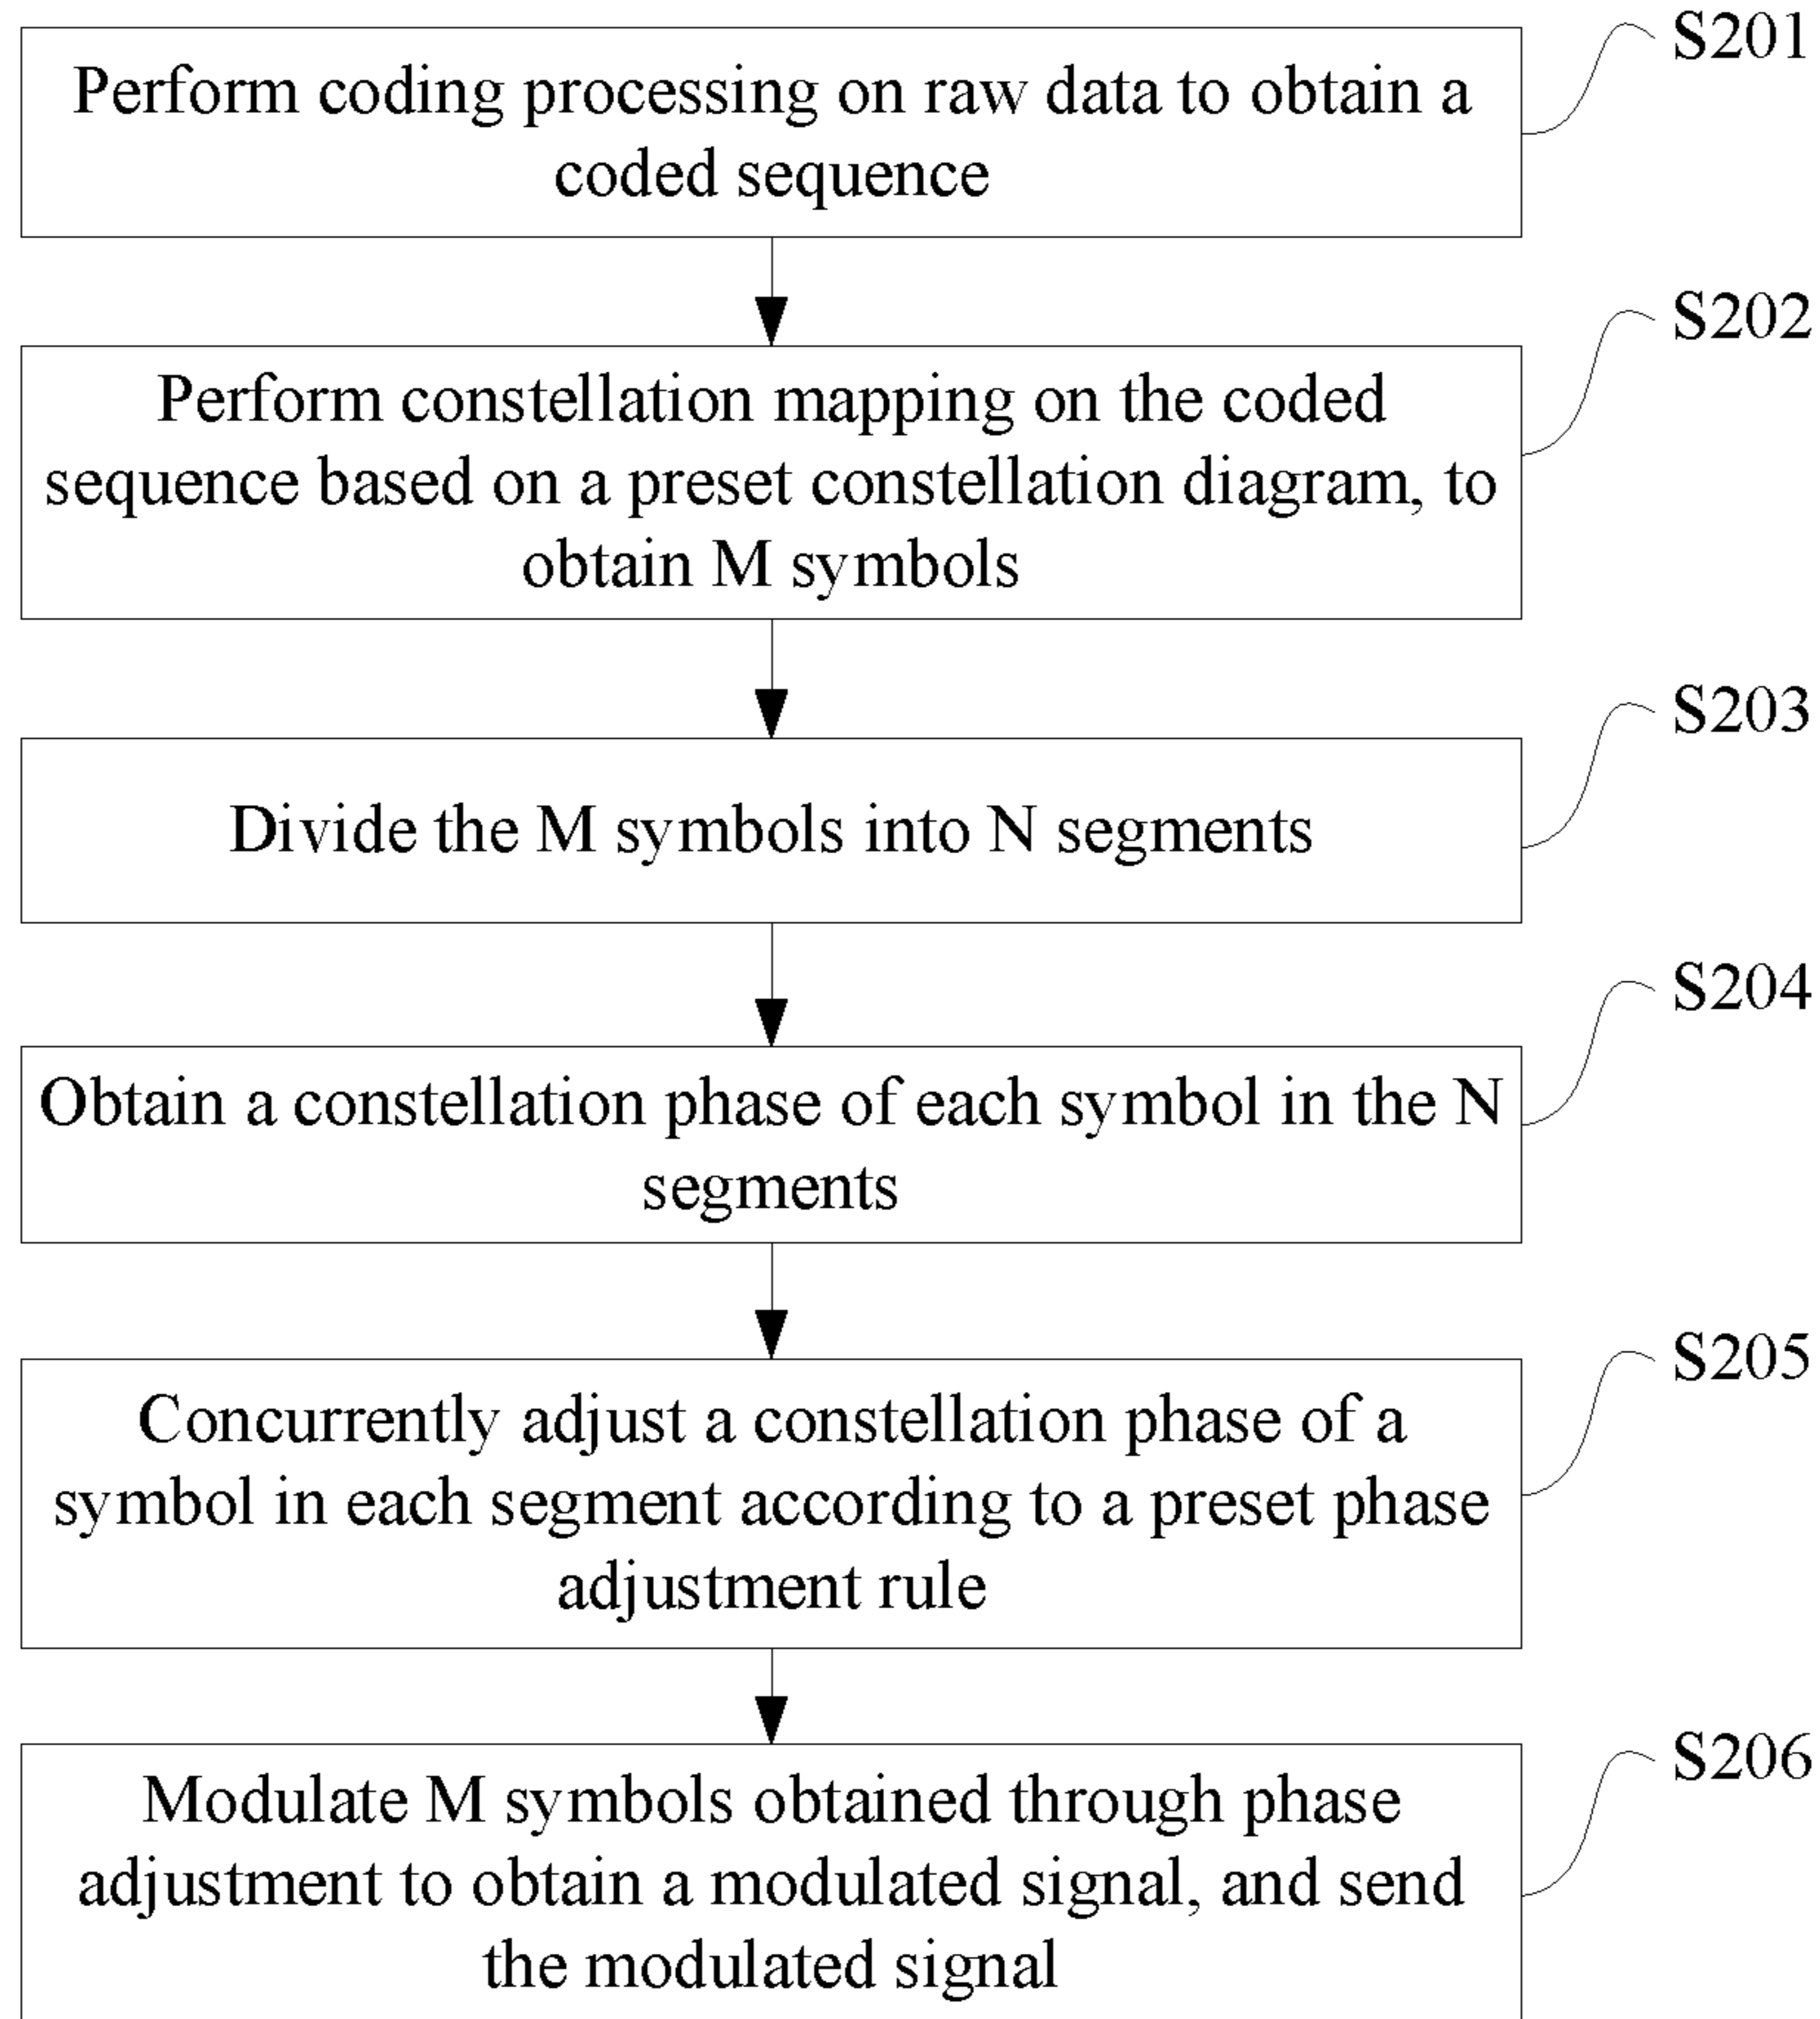 S201
Perform coding processing on raw data to obtain a
coded sequence
S202
Perform constellation mapping on the coded
sequence based on a preset constellation diagram, to
obtain M symbols
S203
Divide the M symbols into N segments
S204
Obtain a constellation phase of each symbol in the N
segments
S205
Concurrently adjust a constellation phase of a
symbol in each segment according to a preset phase
adjustment rule
S206
Modulate M symbols obtained through phase
adjustment to obtain a modulated signal, and send
the modulated signal